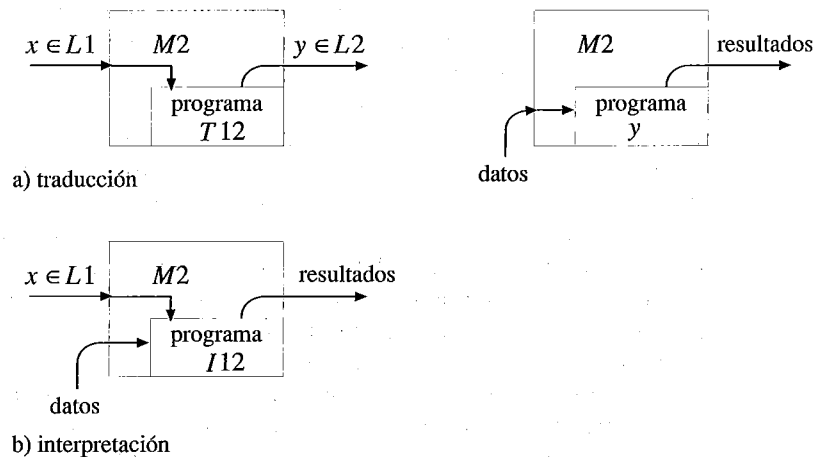 x ∈ L1
M2
y ∈ L2
programa
T12
M2
resultados
programa
y
datos
a) traducción
x ∈ L1
M2
resultados
programa
I12
datos
b) interpretación